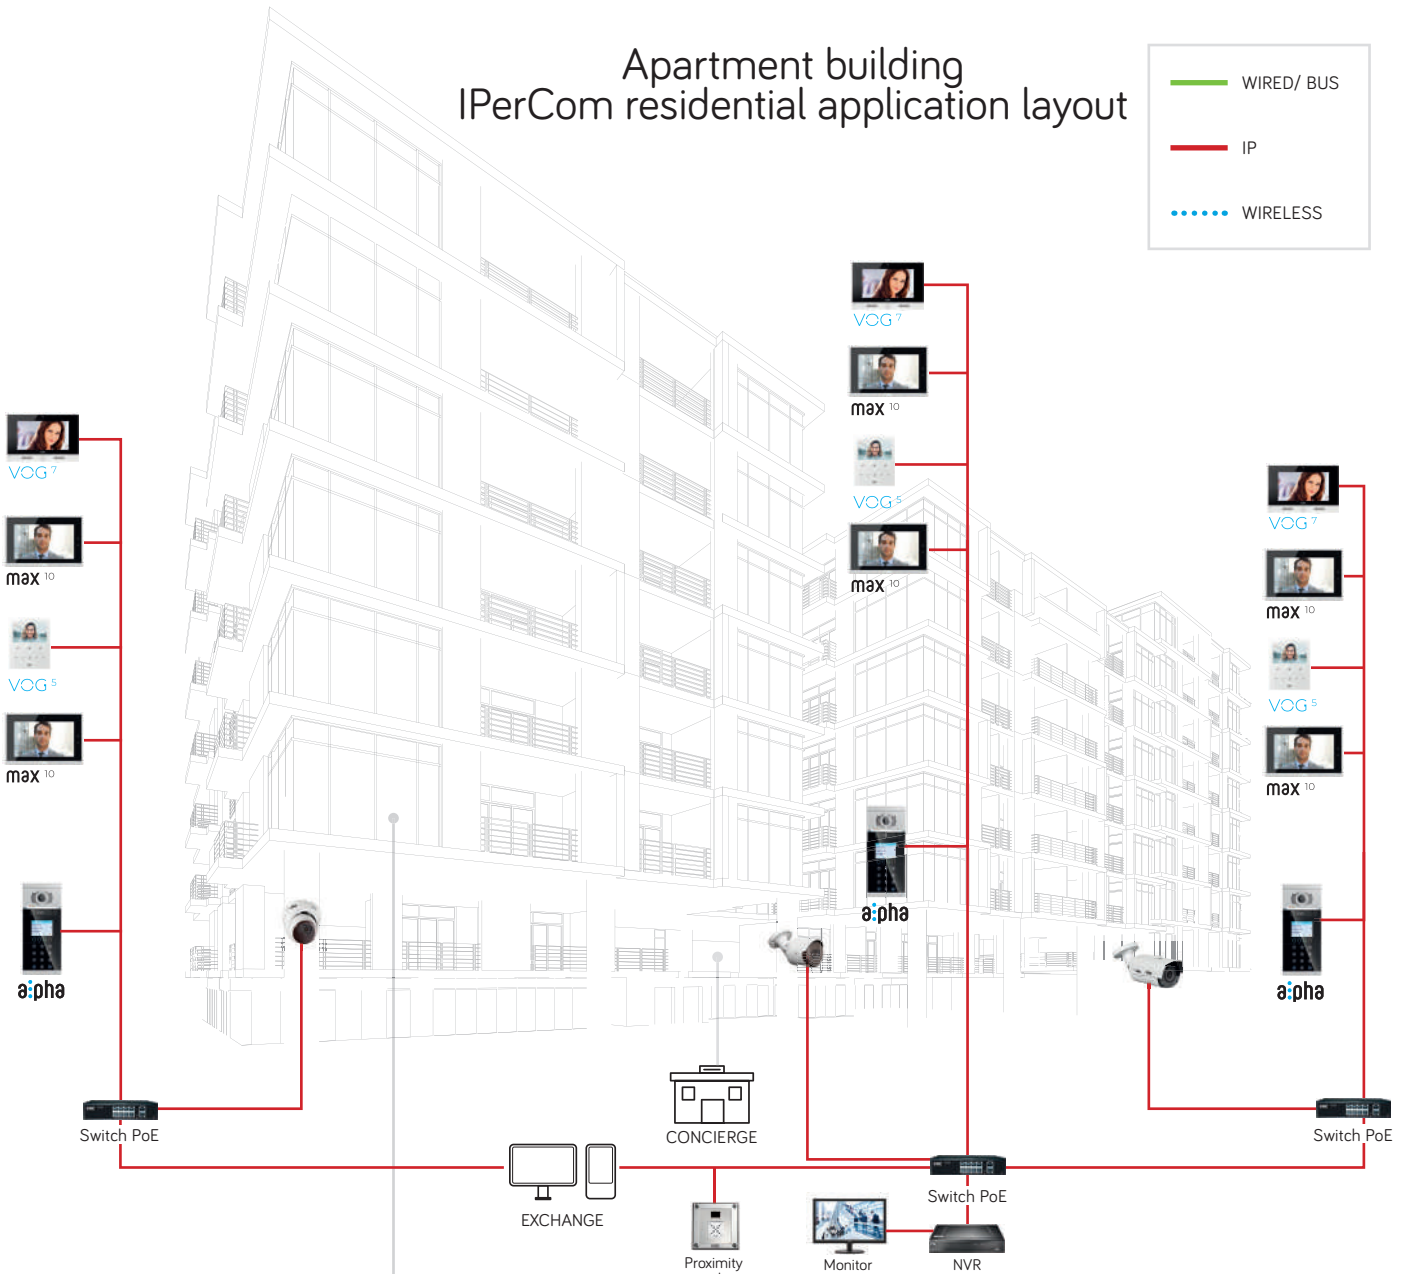 Apartment building
IPerCom residential application layout
WIRED/ BUS
IP
WIRELESS
VOG 7
max 10
VOG 5
max 10
VOG 7
max 10
VOG 5
max 10
VOG 7
max 10
VOG 5
max 10
alpha
alpha
alpha
Switch PoE
CONCIERGE
Switch PoE
EXCHANGE
Switch PoE
Proximity
Monitor
NVR